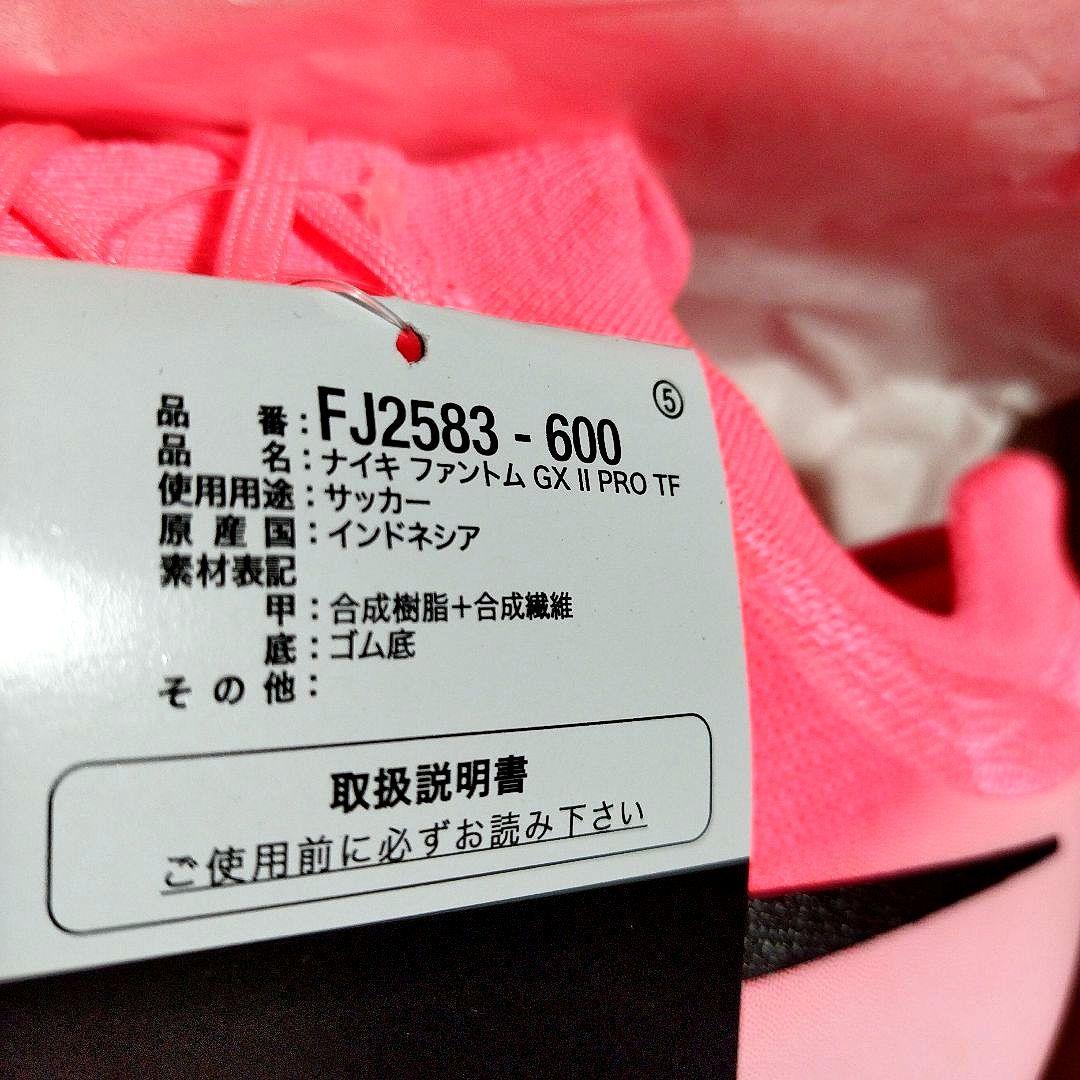 ⑤
品番:FJ2583 - 600
品名:ナイキ ファントム GX II PRO TF
使用用途:サッカー
原産国:インドネシア
素材表記
甲:合成樹脂+合成繊維
底:ゴム底
その他:
取扱説明書
ご使用前に必ずお読み下さい